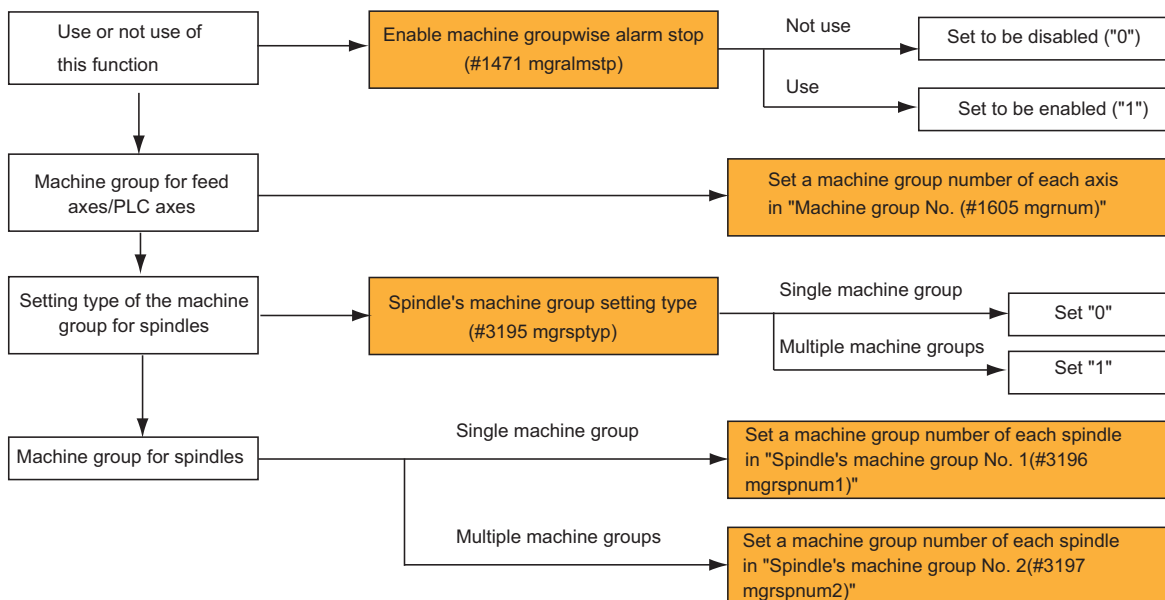 Use or not use of
this function
Enable machine groupwise alarm stop
(#1471 mgralmstp)
Not use
Set to be disabled ("0")
Use
Set to be enabled ("1")
Machine group for feed
axes/PLC axes
Set a machine group number of each axis
in "Machine group No. (#1605 mgrnum)"
Setting type of the machine
group for spindles
Spindle's machine group setting type
(#3195 mgrsptyp)
Single machine group
Set "0"
Multiple machine groups
Set "1"
Machine group for spindles
Single machine group
Set a machine group number of each spindle
in "Spindle's machine group No. 1(#3196
mgrspnum1)"
Multiple machine groups
Set a machine group number of each spindle
in "Spindle's machine group No. 2(#3197
mgrspnum2)"